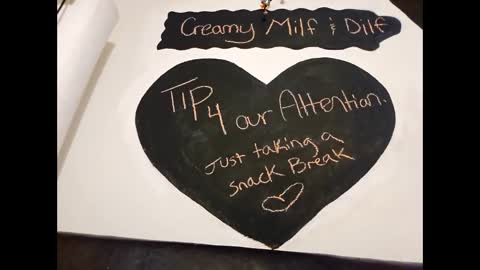 Creamy Milf & Dilf
TIP 4 our Attention.
Just taking a
snack Break